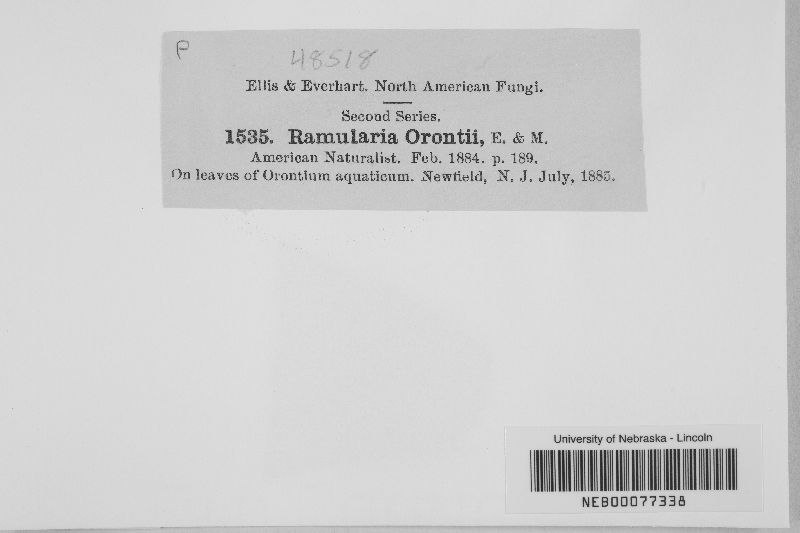 P
48518
Ellis & Everhart. North American Fungi.
Second Series.
1535. Ramularia Orontii, E. & M.
American Naturalist. Feb. 1884. p. 189.
On leaves of Orontium aquaticum. Newfield, N. J. July, 1885.
University of Nebraska - Lincoln
NEB00077338